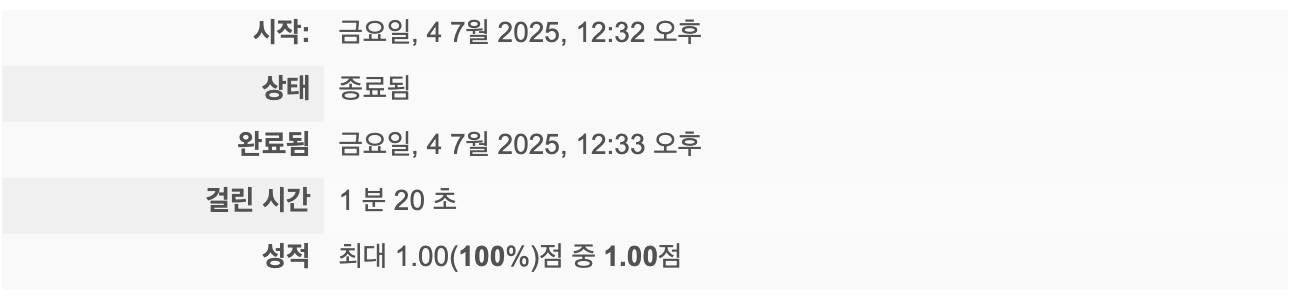 시작: 금요일, 4 7월 2025, 12:32 오후
상태 종료됨
완료됨 금요일, 4 7월 2025, 12:33 오후
걸린 시간 1 분 20 초
성적 최대 1.00(100%)점 중 1.00점